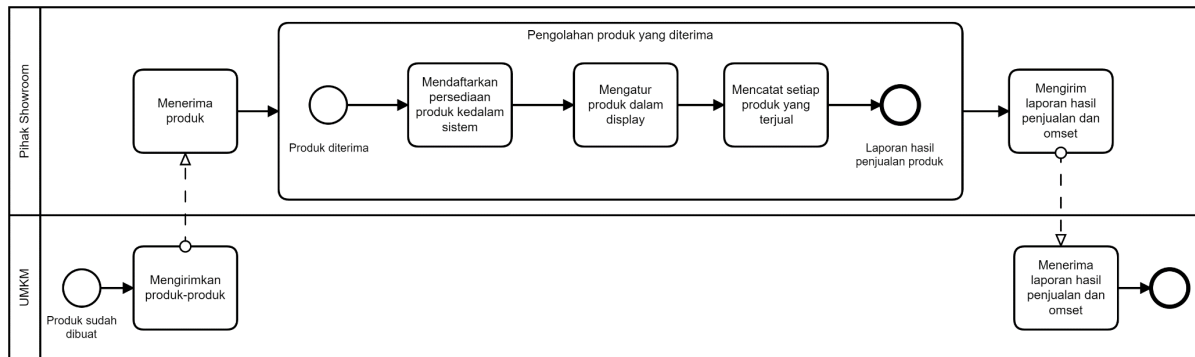 Pihak Showroom
Pengolahan produk yang diterima
Menerima
produk
Produk diterima
Mendaftarkan
persediaan
produk kedalam
sistem
Mengatur
produk dalam
display
Mencatat setiap
produk yang
terjual
Laporan hasil
penjualan produk
Mengirim
laporan hasil
penjualan dan
omset
UMKM
Produk sudah
dibuat
Mengirimkan
produk-produk
Menerima
laporan hasil
penjualan dan
omset